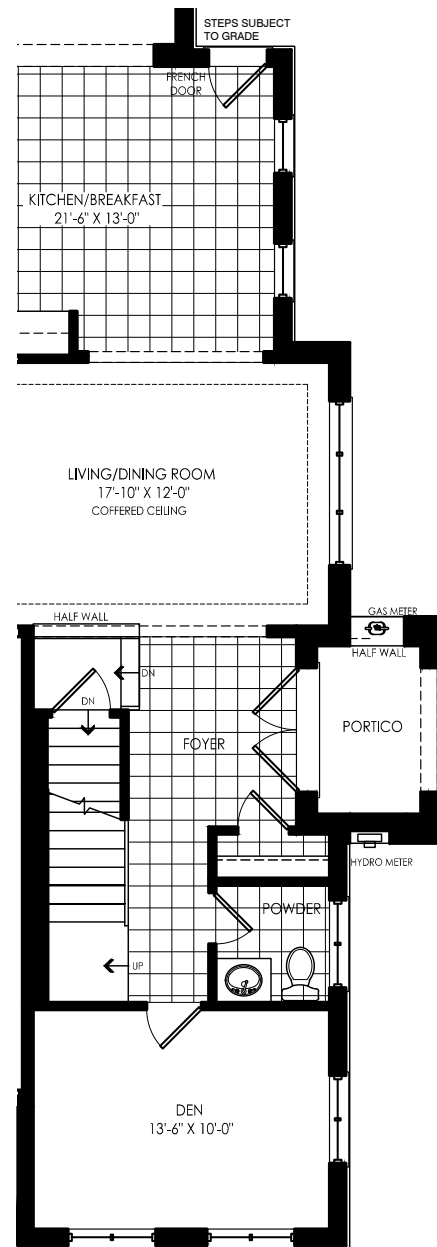 STEPS SUBJECT
TO GRADE
FRENCH
DOOR
KITCHEN/BREAKFAST
21'-6" X 13'-0"
LIVING/DINING ROOM
17'-10" X 12'-0"
COFFERED CEILING
HALF WALL
GAS METER
HALF WALL
DN
DN
FOYER
PORTICO
HYDRO METER
POWDER
UP
DEN
13'-6" X 10'-0"